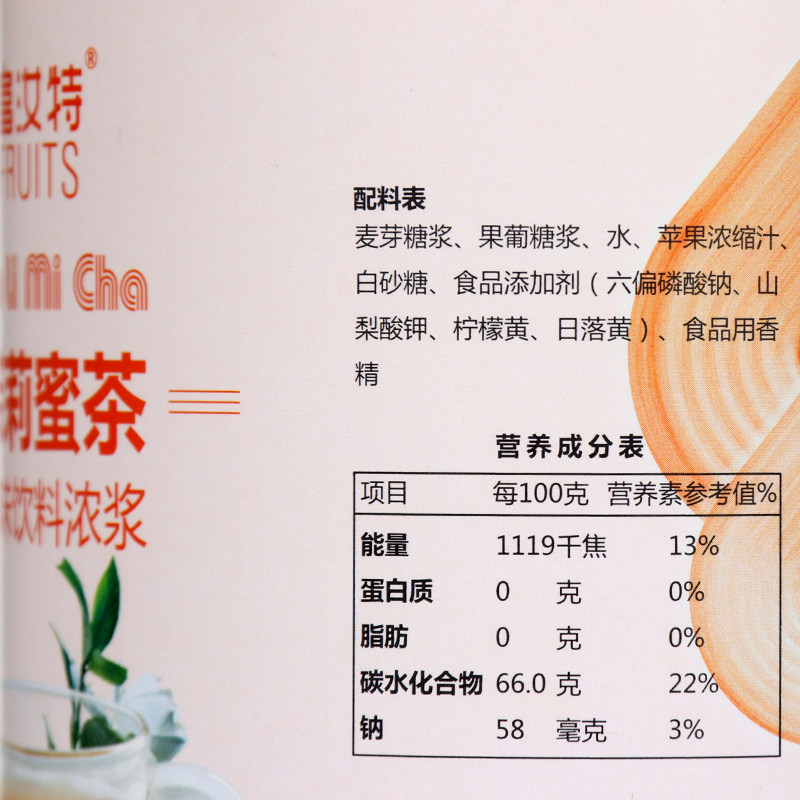 汝特®
FRUITS
Mi Cha
莉蜜茶
味饮料浓浆
配料表
麦芽糖浆、果葡糖浆、水、苹果浓缩汁、
白砂糖、食品添加剂（六偏磷酸钠、山
梨酸钾、柠檬黄、日落黄）、食品用香
精
营养成分表
项目 每100克 营养素参考值%
能量 1119千焦 13%
蛋白质 0 克 0%
脂肪 0 克 0%
碳水化合物 66.0 克 22%
钠 58 毫克 3%